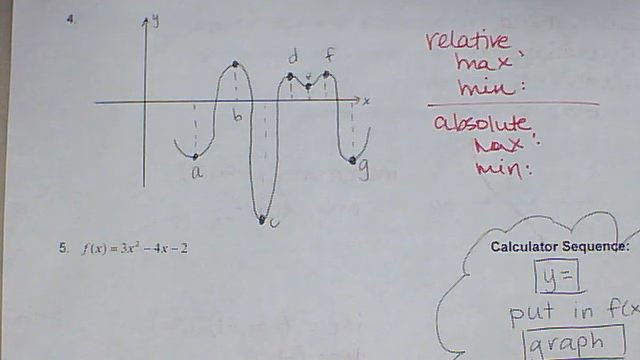 4.
y
d
f
e
x
b
a
g
c
relative
max:
min:
absolute
max:
min:
5. f(x) = 3x² – 4x – 2
Calculator Sequence:
y=
put in f(x
graph